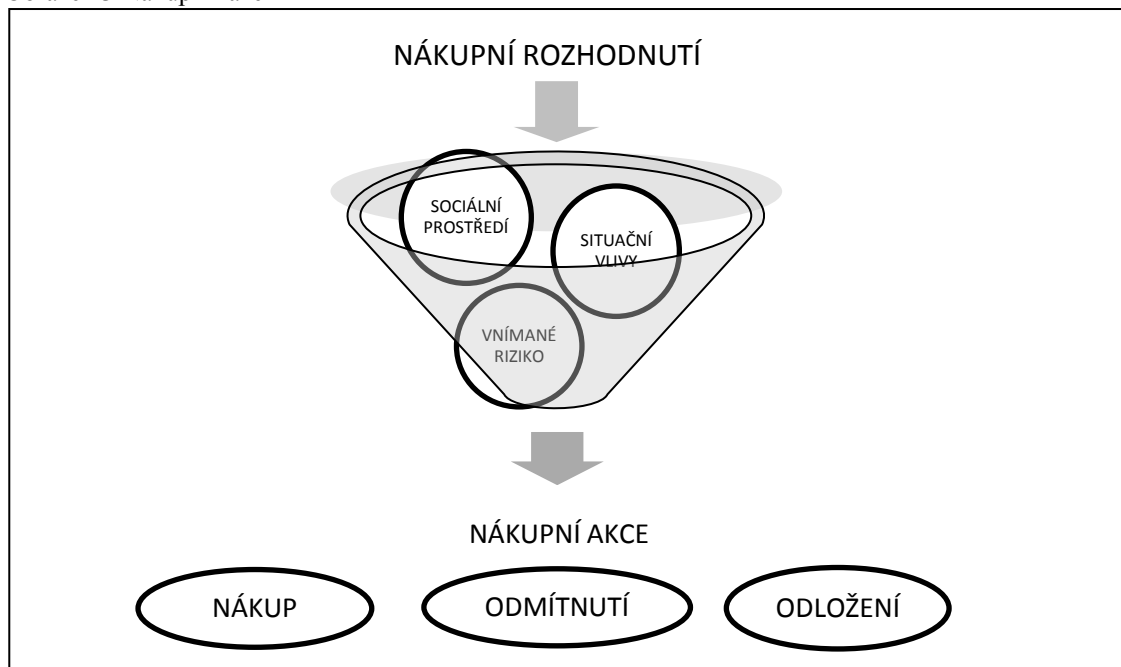 NÁKUPNÍ ROZHODNUTÍ
SOCIÁLNÍ
PROSTŘEDÍ
SITUAČNÍ
VLIVY
VNÍMANÉ
RIZIKO
NÁKUPNÍ AKCE
NÁKUP
ODMÍTNUTÍ
ODLOŽENÍ